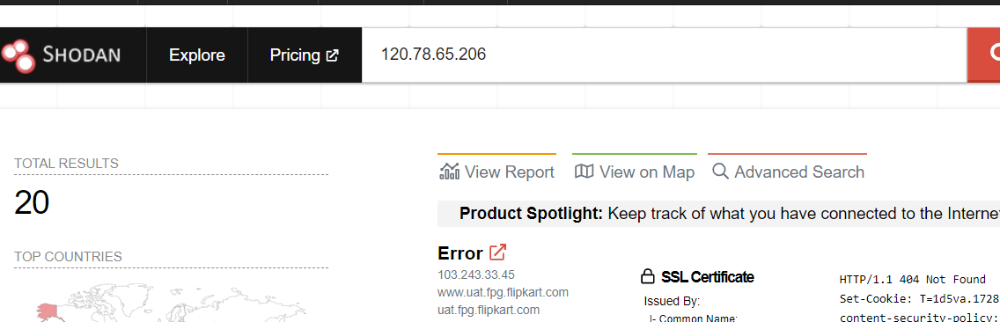 SHODAN Explore Pricing 120.78.65.206
TOTAL RESULTS
20
TOP COUNTRIES
View Report View on Map Advanced Search
Product Spotlight: Keep track of what you have connected to the Interne
Error
103.243.33.45
www.uat.fpg.flipkart.com
uat.fpg.flipkart.com
SSL Certificate
Issued By:
|- Common Name:
HTTP/1.1 404 Not Found
Set-Cookie: T=1d5va.1728
content-security-policy: